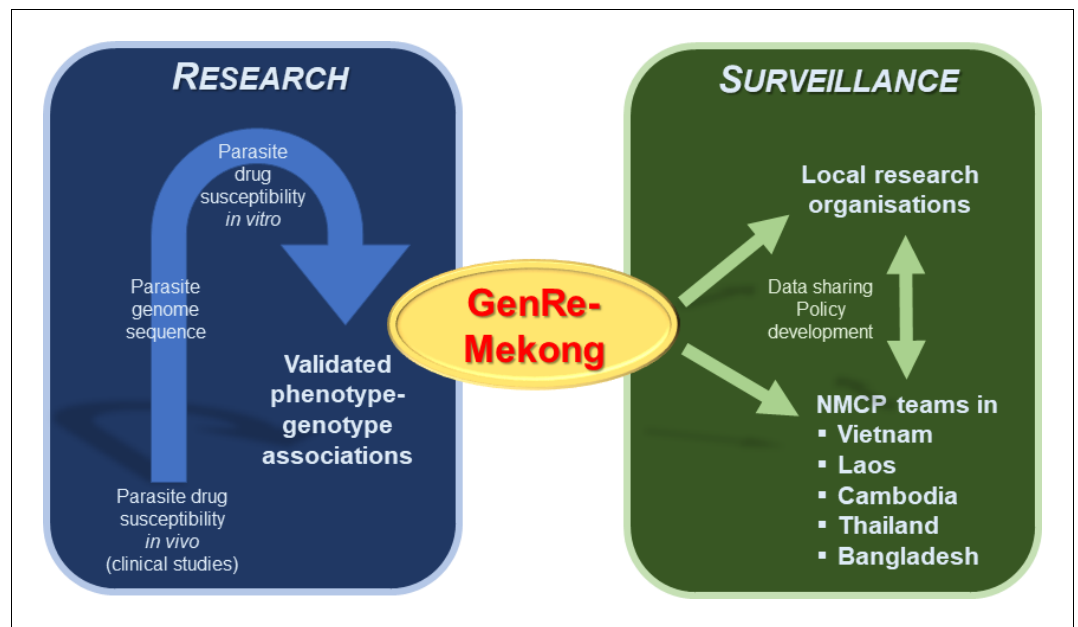 RESEARCH
Parasite
drug
susceptibility
in vitro
Parasite
genome
sequence
Validated
phenotype-
genotype
associations
Parasite drug
susceptibility
in vivo
(clinical studies)
GenRe-
Mekong
SURVEILLANCE
Local research
organisations
Data sharing
Policy
development
NMCP teams in
▪ Vietnam
▪ Laos
▪ Cambodia
▪ Thailand
▪ Bangladesh